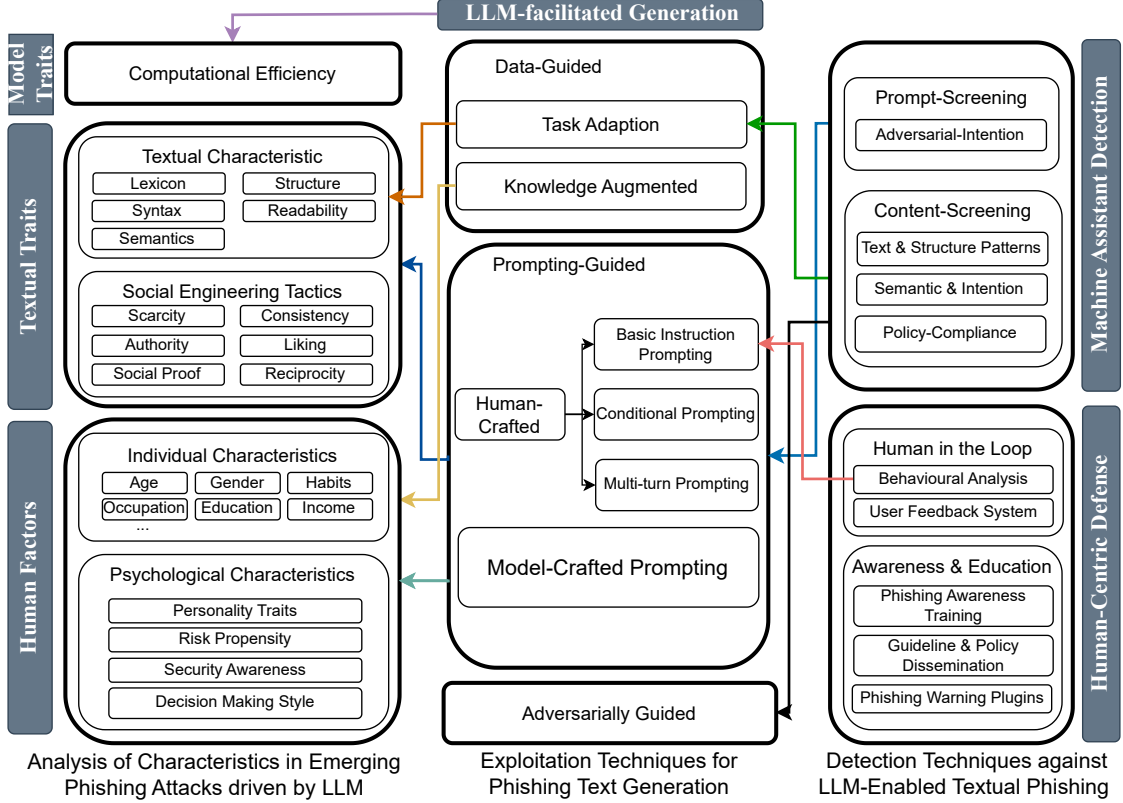 LLM-facilitated Generation
Model
Traits
Computational Efficiency
Textual Traits
Textual Characteristic
Lexicon
Structure
Syntax
Readability
Semantics
Social Engineering Tactics
Scarcity
Consistency
Authority
Liking
Social Proof
Reciprocity
Human Factors
Individual Characteristics
Age
Gender
Habits
Occupation
Education
Income
...
Psychological Characteristics
Personality Traits
Risk Propensity
Security Awareness
Decision Making Style
Analysis of Characteristics in Emerging
Phishing Attacks driven by LLM
Data-Guided
Task Adaption
Knowledge Augmented
Prompting-Guided
Human-
Crafted
Basic Instruction
Prompting
Conditional Prompting
Multi-turn Prompting
Model-Crafted Prompting
Adversarially Guided
Exploitation Techniques for
Phishing Text Generation
Machine Assistant Detection
Prompt-Screening
Adversarial-Intention
Content-Screening
Text & Structure Patterns
Semantic & Intention
Policy-Compliance
Human-Centric Defense
Human in the Loop
Behavioural Analysis
User Feedback System
Awareness & Education
Phishing Awareness
Training
Guideline & Policy
Dissemination
Phishing Warning Plugins
Detection Techniques against
LLM-Enabled Textual Phishing